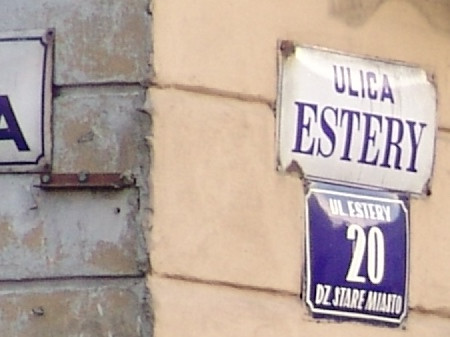 A
ULICA
ESTERY
UL. ESTERY
20
DZ. STARE MIASTO